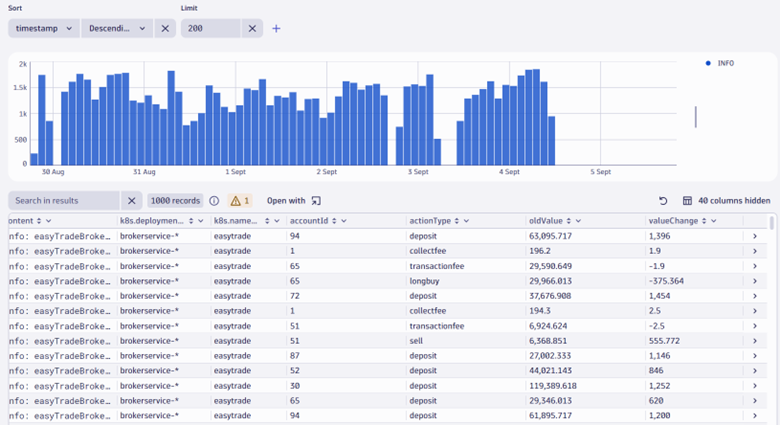 Sort
Limit
timestamp Descendi...
200
2k
1.5k
1k
500
0
30 Aug 31 Aug 1 Sept 2 Sept 3 Sept 4 Sept 5 Sept
INFO
Search in results 1000 records 1 Open with 40 columns hidden
ontent k8s.deploymen... k8s.name... accountId actionType oldValue valueChange
nfo: easyTradeBroke... brokerservice-* easytrade 94 deposit 63,095.717 1,396
nfo: easyTradeBroke... brokerservice-* easytrade 1 collectfee 196.2 1.9
nfo: easyTradeBroke... brokerservice-* easytrade 65 transactionfee 29,590.649 -1.9
nfo: easyTradeBroke... brokerservice-* easytrade 65 longbuy 29,966.013 -375.364
nfo: easyTradeBroke... brokerservice-* easytrade 72 deposit 37,676.908 1,454
nfo: easyTradeBroke... brokerservice-* easytrade 1 collectfee 194.3 2.5
nfo: easyTradeBroke... brokerservice-* easytrade 51 transactionfee 6,924.624 -2.5
nfo: easyTradeBroke... brokerservice-* easytrade 51 sell 6,368.851 555.772
nfo: easyTradeBroke... brokerservice-* easytrade 87 deposit 27,002.333 1,146
nfo: easyTradeBroke... brokerservice-* easytrade 52 deposit 44,021.143 846
nfo: easyTradeBroke... brokerservice-* easytrade 30 deposit 119,389.618 1,252
nfo: easyTradeBroke... brokerservice-* easytrade 65 deposit 29,346.013 620
nfo: easyTradeBroke... brokerservice-* easytrade 94 deposit 61,895.717 1,200